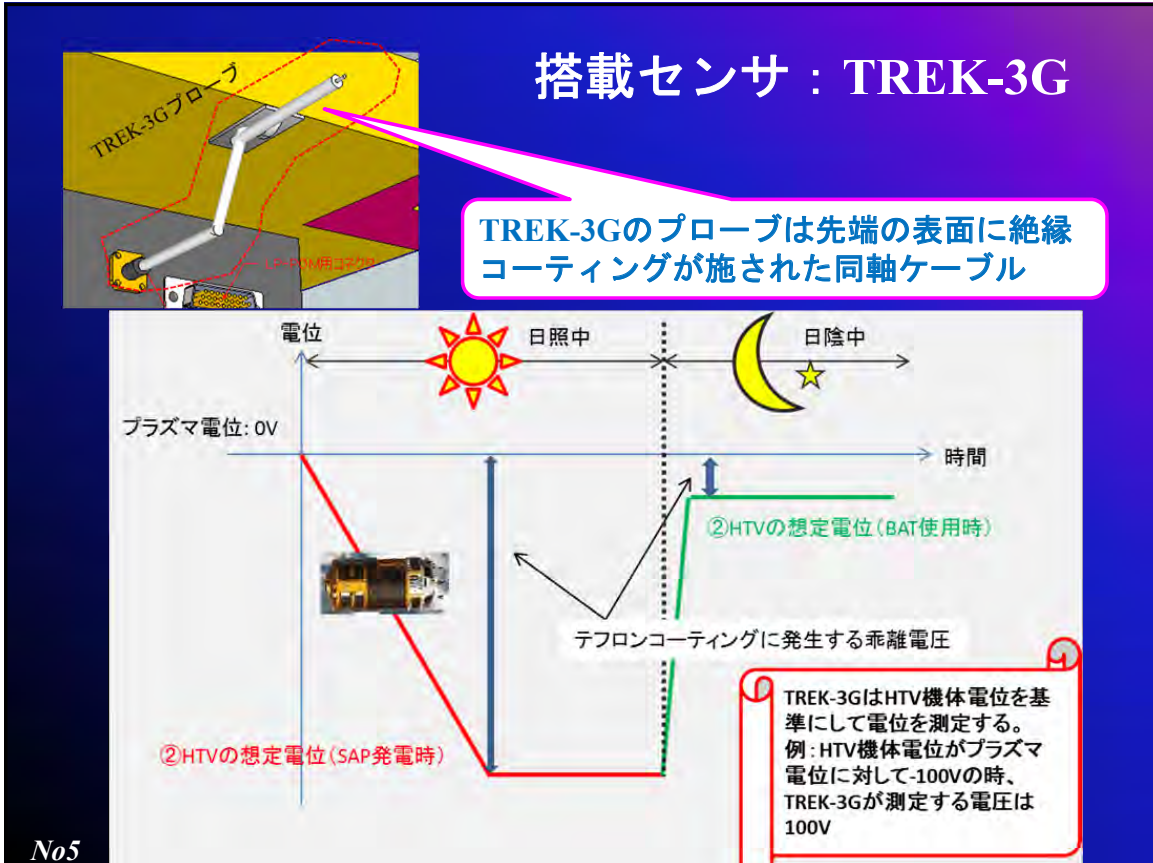 搭載センサ：TREK-3G
TREK-3Gプローブ
TREK-3Gのプローブは先端の表面に絶縁
コーティングが施された同軸ケーブル
電位
日照中
日陰中
プラズマ電位: 0V
時間
②HTVの想定電位（BAT使用時）
テフロンコーティングに発生する乖離電圧
②HTVの想定電位（SAP発電時）
TREK-3GはHTV機体電位を基
準にして電位を測定する。
例：HTV機体電位がプラズマ
電位に対して-100Vの時、
TREK-3Gが測定する電圧は
100V
No5